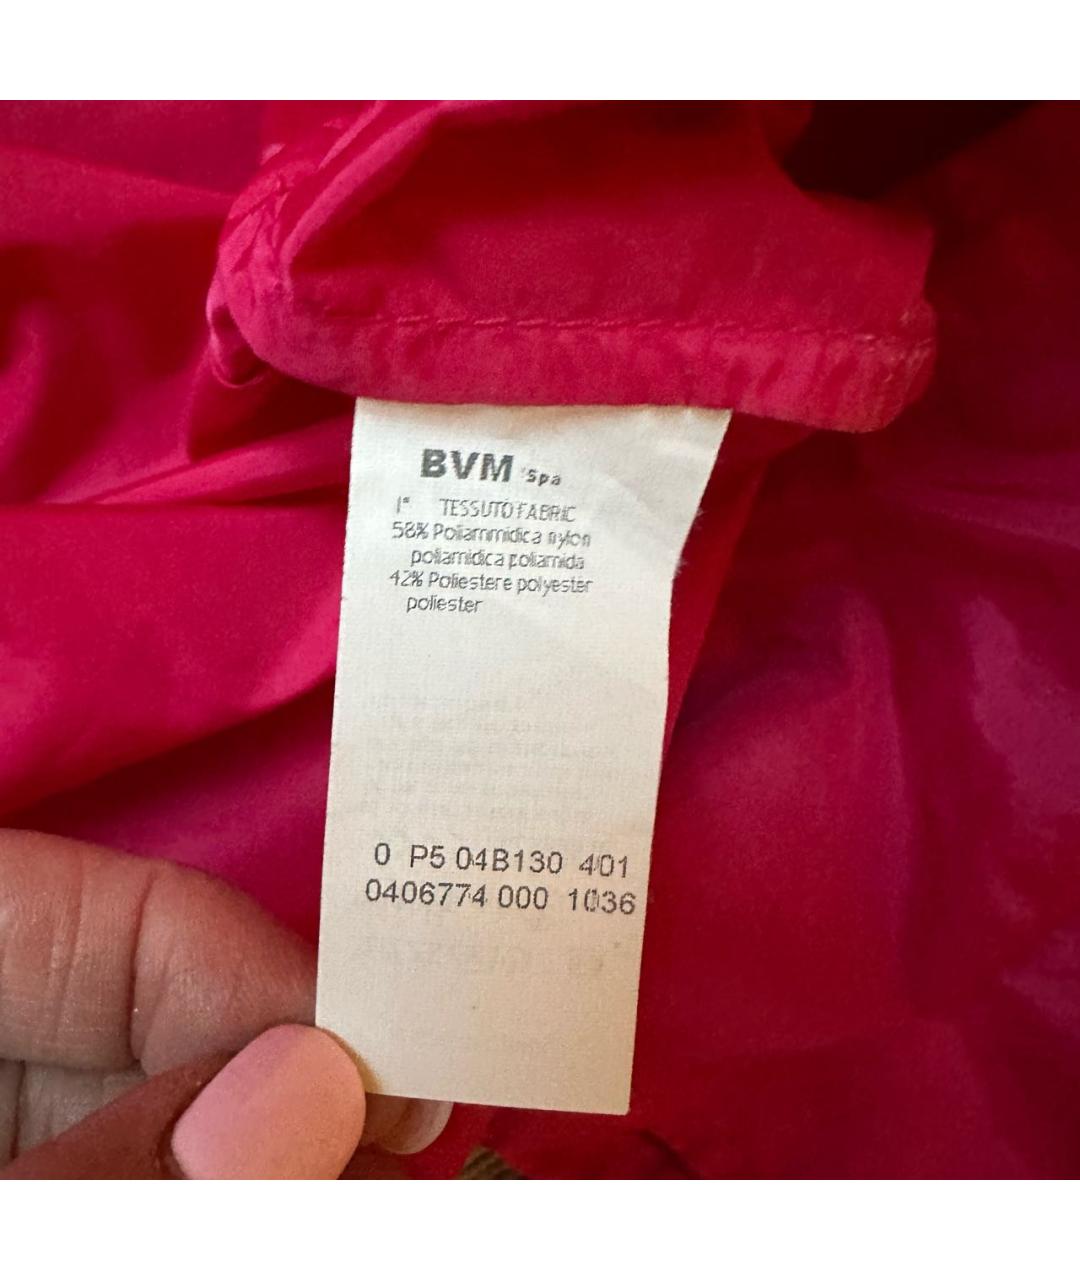 BVM Spa
1° TESSUTO FABRIC
58% Poliammidica nylon
poliamidica poliamida
42% Poliestere polyester
poliester
0 P5 04B130 401
0406774 000 1036